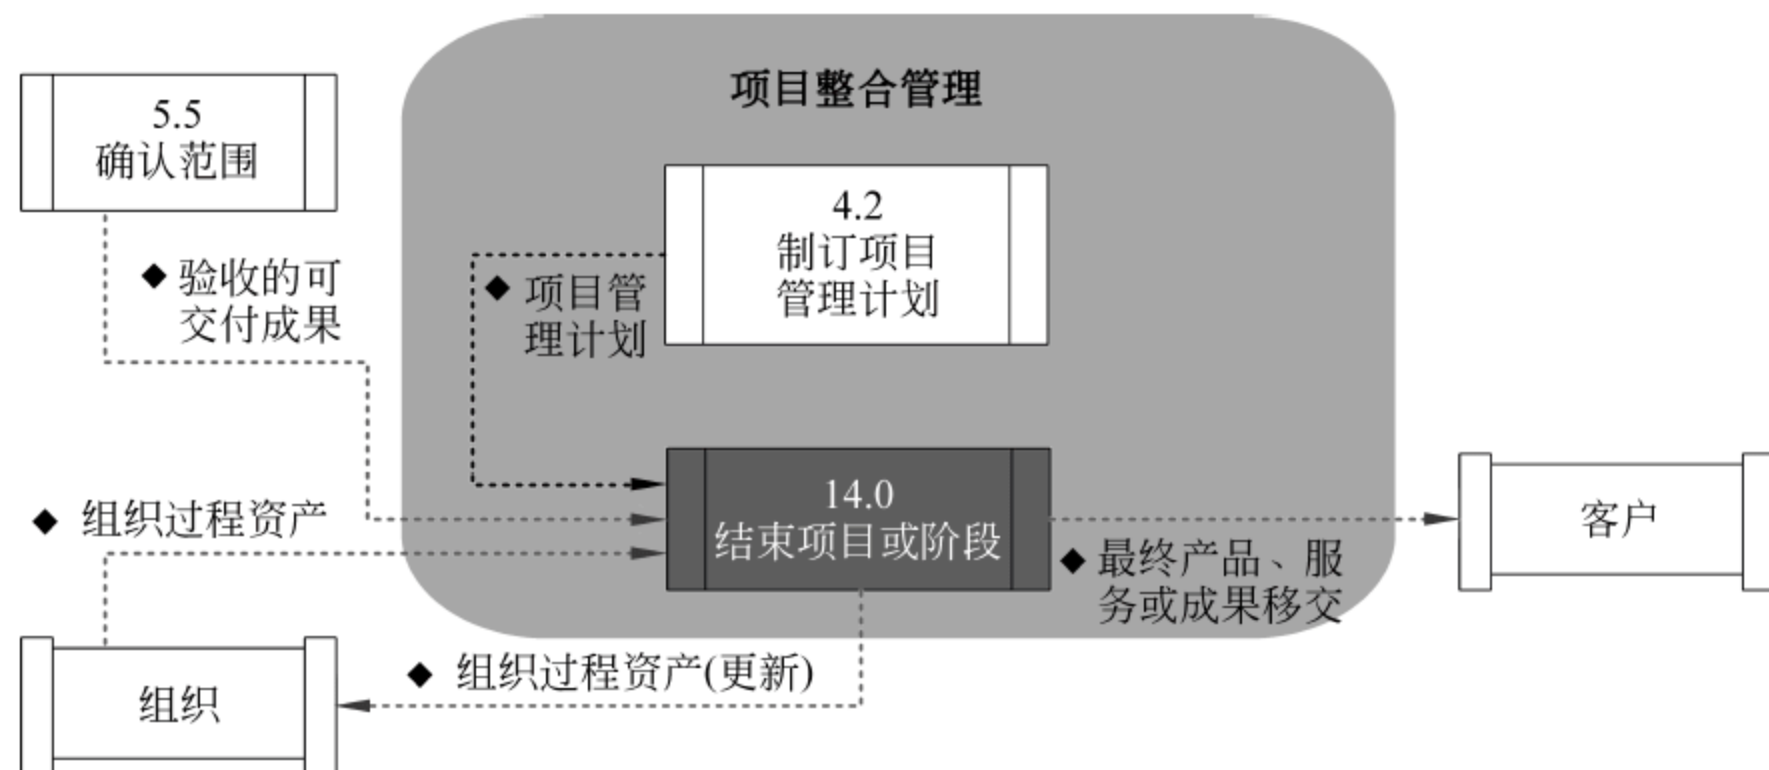 项目整合管理
5.5
确认范围
4.2
制订项目
管理计划
◆ 验收的可
交付成果
◆ 项目管
理计划
◆ 组织过程资产
14.0
结束项目或阶段
客户
◆ 最终产品、服
务或成果移交
◆ 组织过程资产(更新)
组织